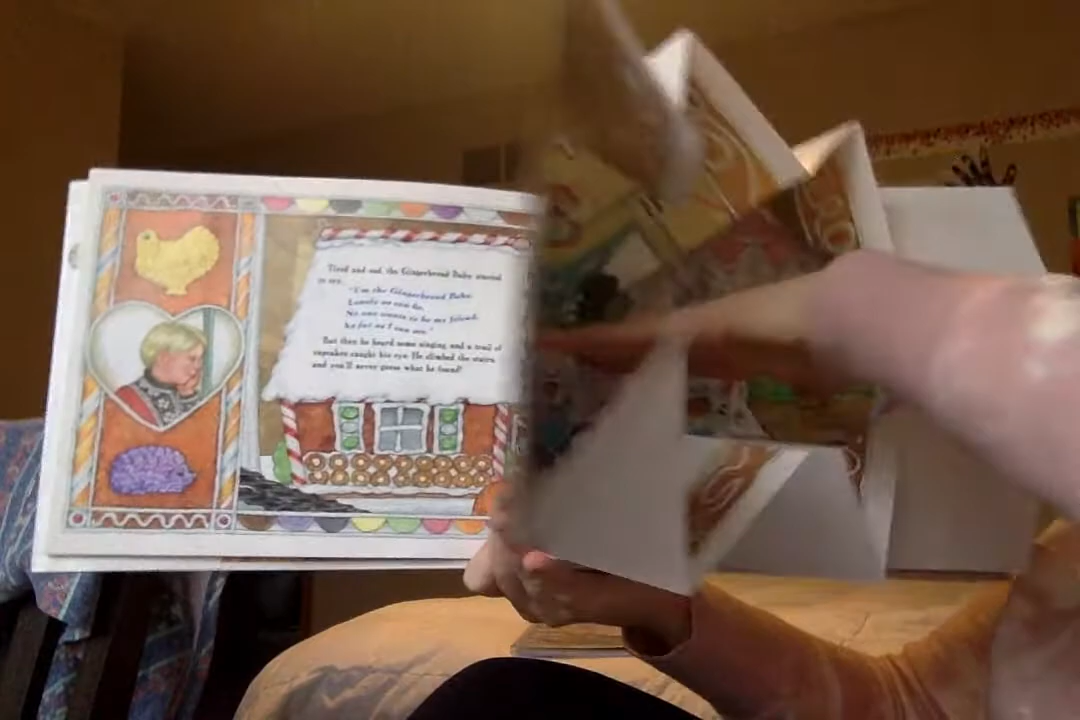 Tired and sad, the Gingerbread Baby started
to cry.
"I'm the Gingerbread Baby,
Lonely as can be.
No one wants to be my friend,
As far as I can see."
But then he heard some singing and a trail of
cupcakes caught his eye. He climbed the stairs
and you'll never guess what he found!